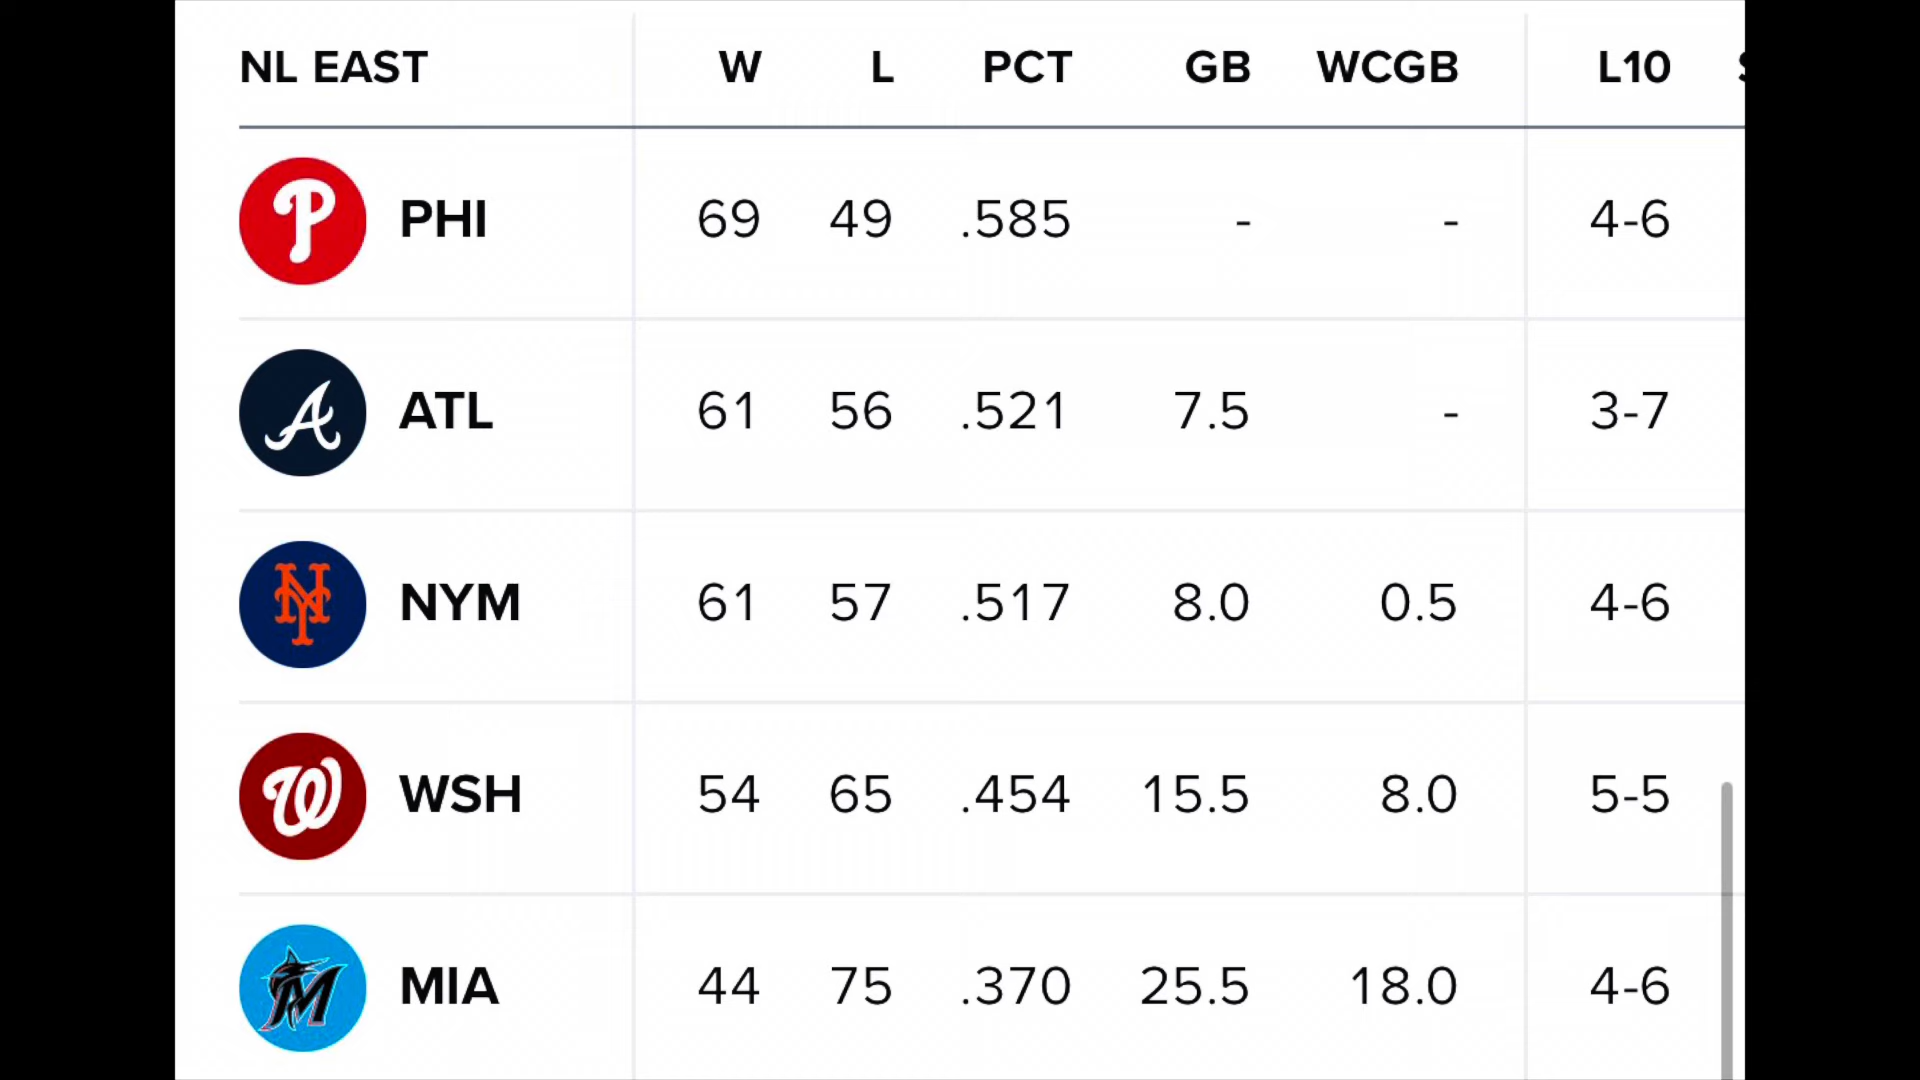 NL EAST W L PCT GB WCGB L10
P PHI 69 49 .585 - - 4-6
A ATL 61 56 .521 7.5 - 3-7
NY NYM 61 57 .517 8.0 0.5 4-6
W WSH 54 65 .454 15.5 8.0 5-5
M MIA 44 75 .370 25.5 18.0 4-6